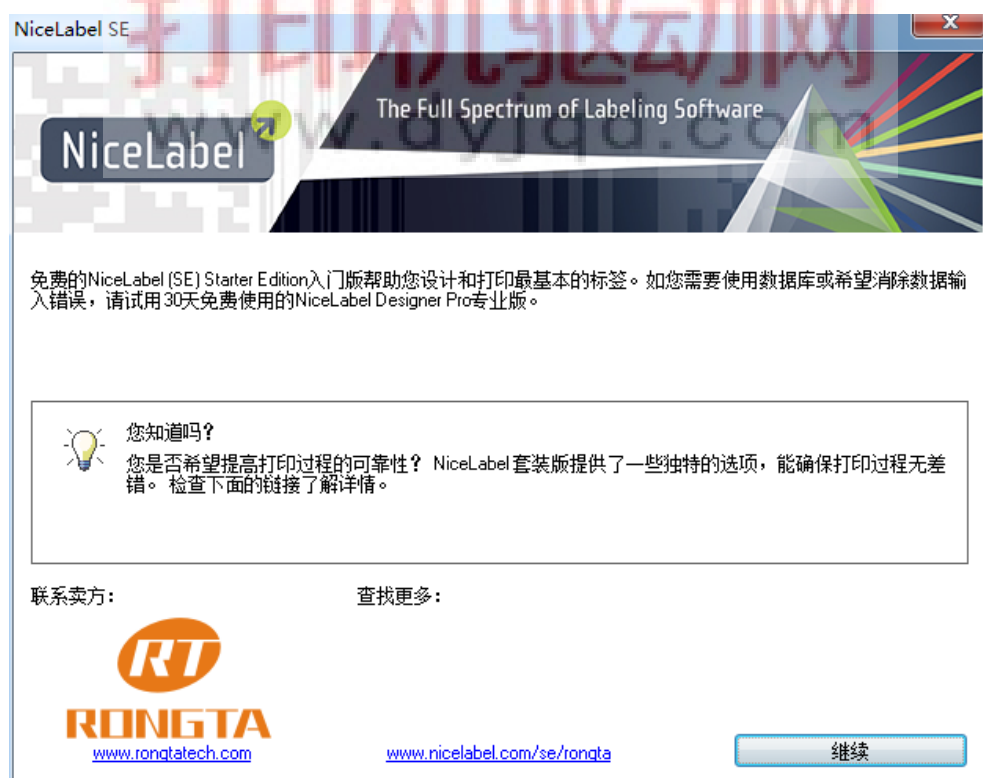 打印机驱动网
www.dyjqd.com
NiceLabel SE
The Full Spectrum of Labeling Software
NiceLabel
免费的NiceLabel (SE) Starter Edition入门版帮助您设计和打印最基本的标签。如您需要使用数据库或希望消除数据输
入错误，请试用30天免费使用的NiceLabel Designer Pro专业版。
您知道吗？
您是否希望提高打印过程的可靠性？ NiceLabel 套装版提供了一些独特的选项，能确保打印过程无差
错。 检查下面的链接了解详情。
联系卖方：
查找更多：
RT
RONGTA
www.rongtatech.com
www.nicelabel.com/se/rongta
继续